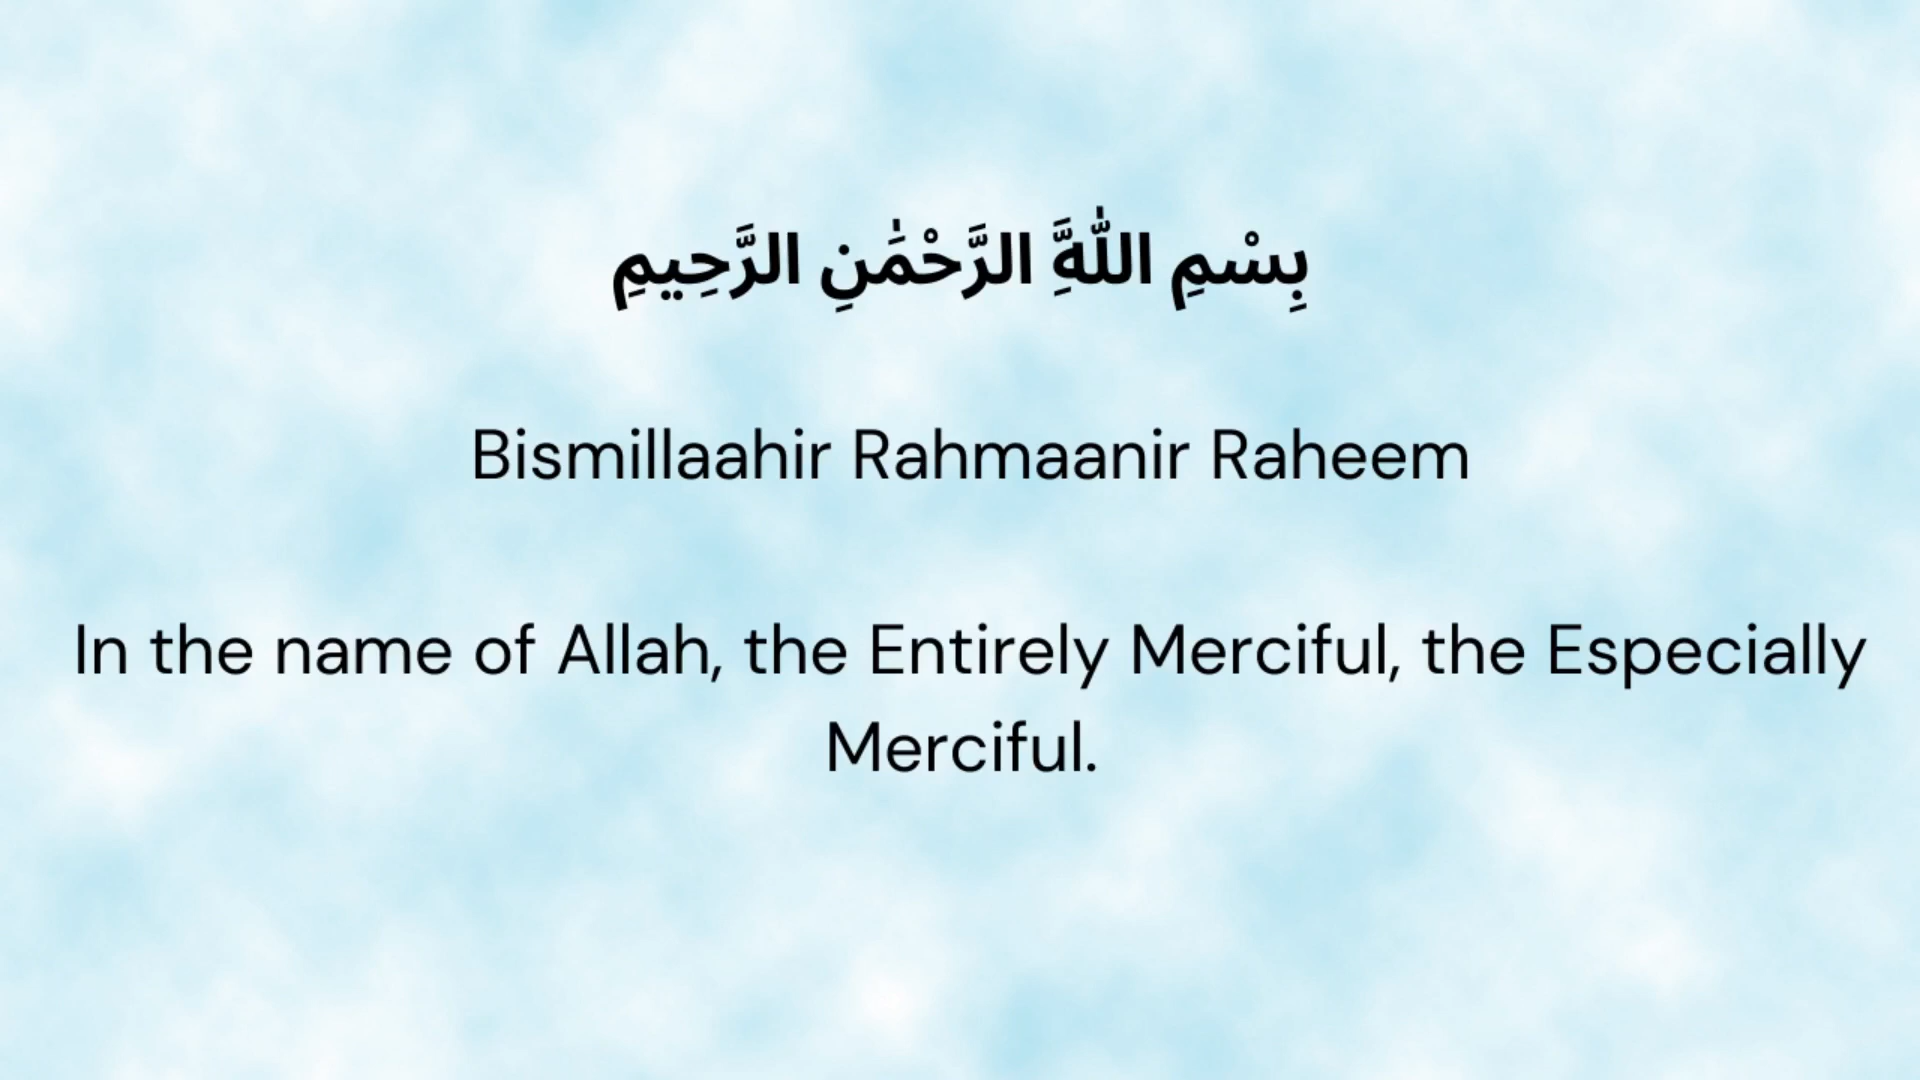 بِسْمِ اللّٰهَِّ الرَّحْمَٰنِ الرَّحِيمِ
Bismillaahir Rahmaanir Raheem
In the name of Allah, the Entirely Merciful, the Especially
Merciful.